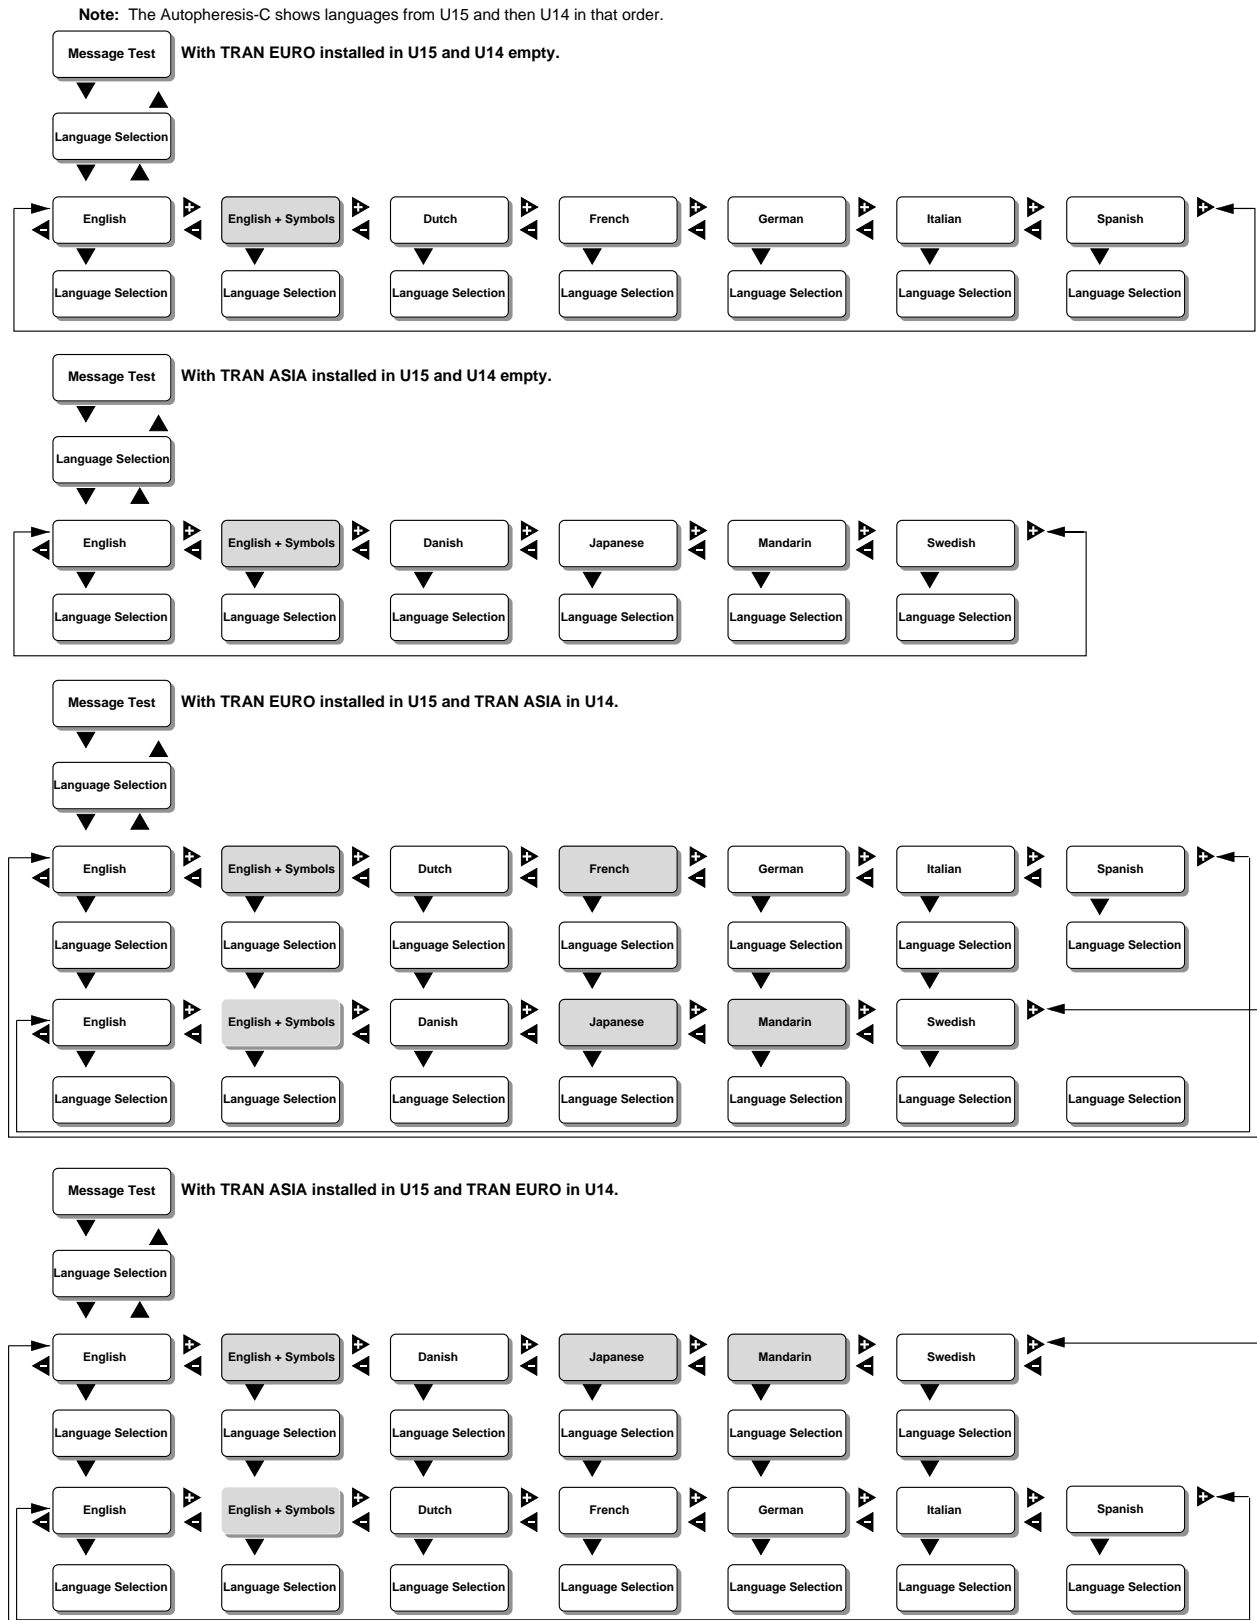 Note: The Autopheresis-C shows languages from U15 and then U14 in that order.
Message Test
With TRAN EURO installed in U15 and U14 empty.
Language Selection
English
English + Symbols
Dutch
French
German
Italian
Spanish
Language Selection
Language Selection
Language Selection
Language Selection
Language Selection
Language Selection
Language Selection
Message Test
With TRAN ASIA installed in U15 and U14 empty.
Language Selection
English
English + Symbols
Danish
Japanese
Mandarin
Swedish
Language Selection
Language Selection
Language Selection
Language Selection
Language Selection
Language Selection
Message Test
With TRAN EURO installed in U15 and TRAN ASIA in U14.
Language Selection
English
English + Symbols
Dutch
French
German
Italian
Spanish
Language Selection
Language Selection
Language Selection
Language Selection
Language Selection
Language Selection
Language Selection
English
English + Symbols
Danish
Japanese
Mandarin
Swedish
Language Selection
Language Selection
Language Selection
Language Selection
Language Selection
Language Selection
Language Selection
Message Test
With TRAN ASIA installed in U15 and TRAN EURO in U14.
Language Selection
English
English + Symbols
Danish
Japanese
Mandarin
Swedish
Language Selection
Language Selection
Language Selection
Language Selection
Language Selection
Language Selection
English
English + Symbols
Dutch
French
German
Italian
Spanish
Language Selection
Language Selection
Language Selection
Language Selection
Language Selection
Language Selection
Language Selection